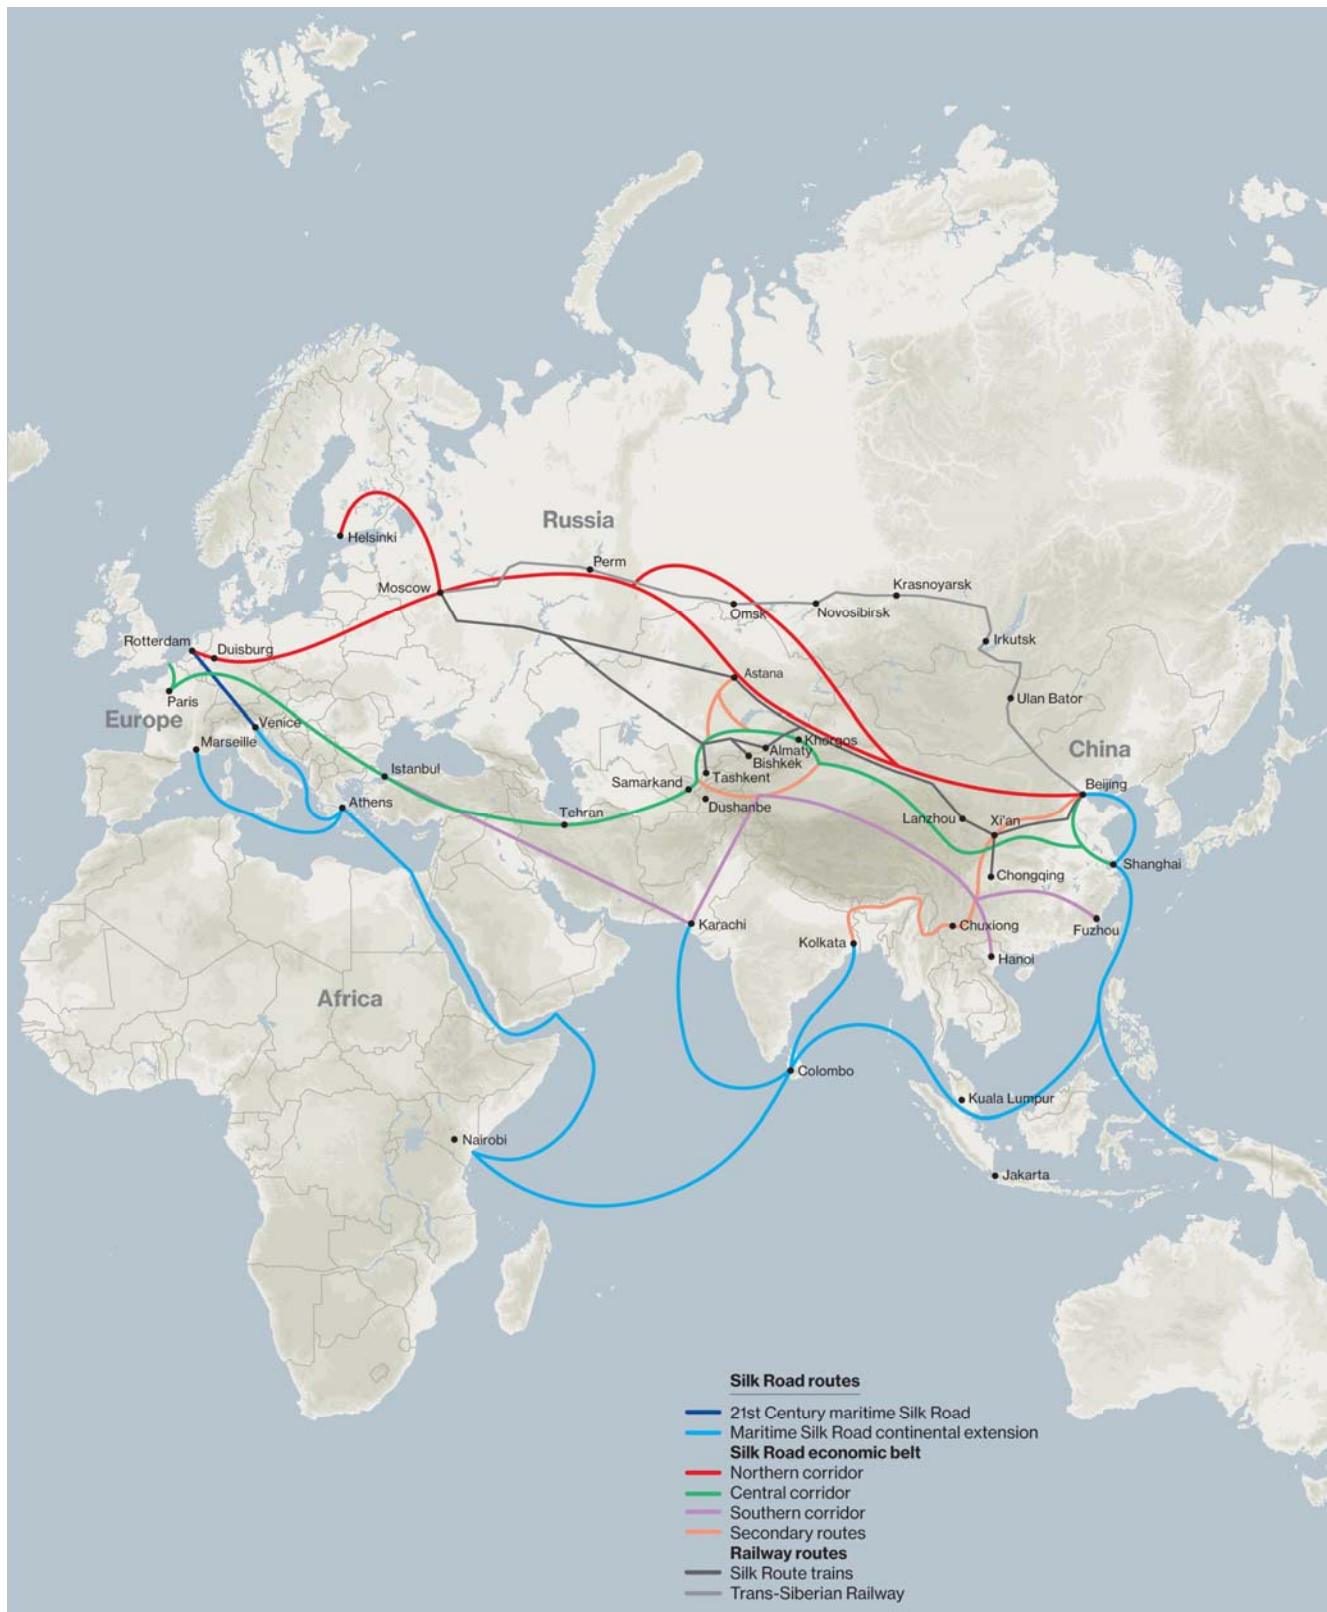 Russia
Helsinki
Perm
Moscow
Krasnoyarsk
Omsk
Novosibirsk
Rotterdam
Duisburg
Irkutsk
Astana
Paris
Ulan Bator
Europe
Venice
Marseille
Khorgos
China
Almaty
Bishkek
Istanbul
Samarkand
Tashkent
Beijing
Athens
Dushanbe
Tehran
Lanzhou
Xi'an
Shanghai
Chongqing
Karachi
Chuxiong
Fuzhou
Kolkata
Hanoi
Africa
Colombo
Kuala Lumpur
Nairobi
Jakarta
Silk Road routes
21st Century maritime Silk Road
Maritime Silk Road continental extension
Silk Road economic belt
Northern corridor
Central corridor
Southern corridor
Secondary routes
Railway routes
Silk Route trains
Trans-Siberian Railway